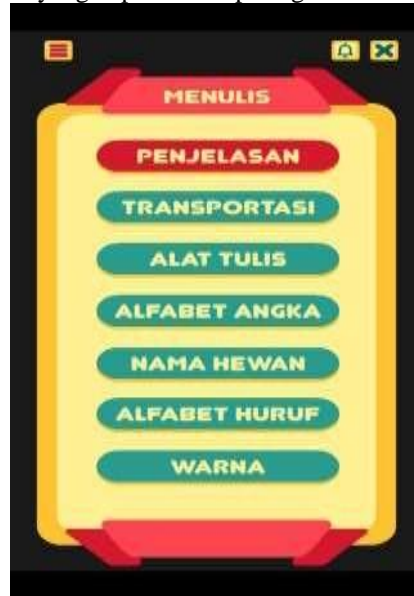 MENULIS
PENJELASAN
TRANSPORTASI
ALAT TULIS
ALFABET ANGKA
NAMA HEWAN
ALFABET HURUF
WARNA